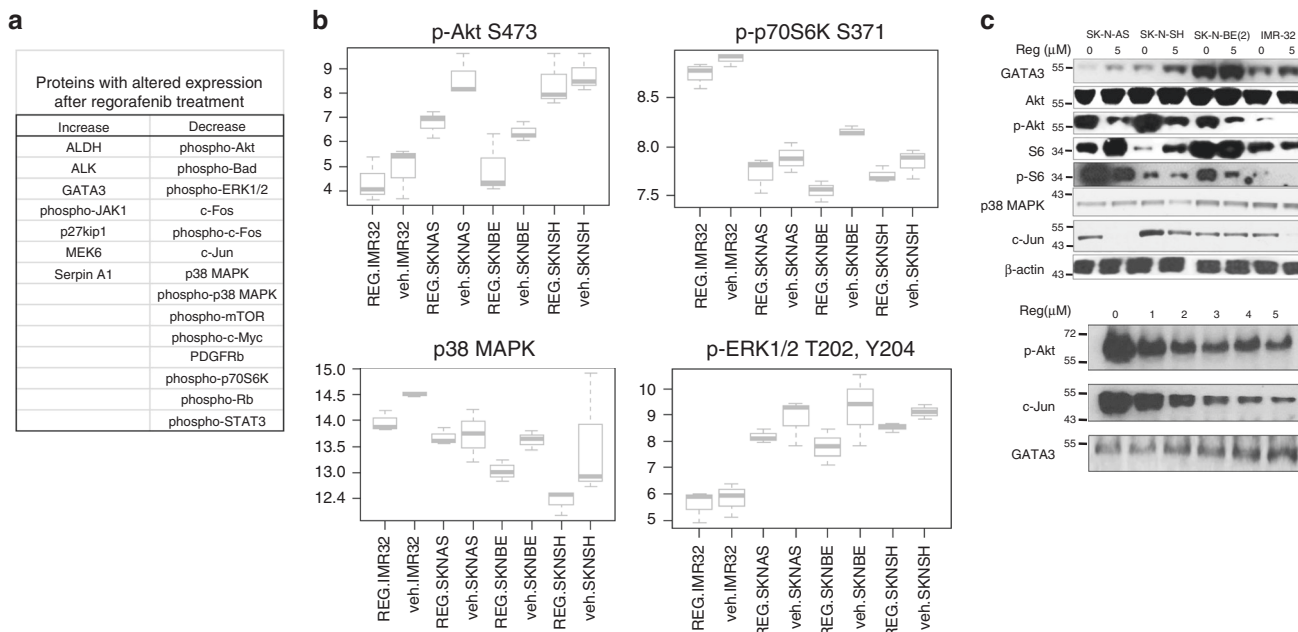 a
Proteins with altered expression
after regorafenib treatment
Increase Decrease
ALDH phospho-Akt
ALK phospho-Bad
GATA3 phospho-ERK1/2
phospho-JAK1 c-Fos
p27kip1 phospho-c-Fos
MEK6 c-Jun
Serpin A1 p38 MAPK
phospho-p38 MAPK
phospho-mTOR
phospho-c-Myc
PDGFRb
phospho-p70S6K
phospho-Rb
phospho-STAT3
b
p-Akt S473
9
8
7
6
5
4
REG.IMR32
veh.IMR32
REG.SKNAS
veh.SKNAS
REG.SKNBE
veh.SKNBE
REG.SKNSH
veh.SKNSH
p-p70S6K S371
8.5
8.0
7.5
REG.IMR32
veh.IMR32
REG.SKNAS
veh.SKNAS
REG.SKNBE
veh.SKNBE
REG.SKNSH
veh.SKNSH
p38 MAPK
15.0
14.5
13.5
13.0
12.4
REG.IMR32
veh.IMR32
REG.SKNAS
veh.SKNAS
REG.SKNBE
veh.SKNBE
REG.SKNSH
veh.SKNSH
p-ERK1/2 T202, Y204
10
9
8
6
5
REG.IMR32
veh.IMR32
REG.SKNAS
veh.SKNAS
REG.SKNBE
veh.SKNBE
REG.SKNSH
veh.SKNSH
c
SK-N-AS SK-N-SH SK-N-BE(2) IMR-32
Reg (μM) 0 5 0 5 0 5 0 5
GATA3 55
Akt 55
p-Akt 55
S6 34
p-S6 34
p38 MAPK 43
c-Jun 55
43
β-actin 43
Reg(μM) 0 1 2 3 4 5
p-Akt 72
55
c-Jun 55
43
GATA3 55